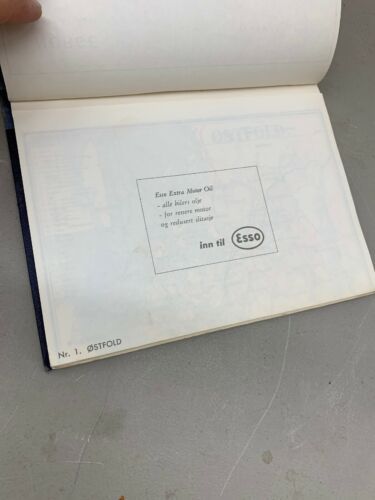 ØSTFOLD
Esso Extra Motor Oil
- alle bilers olje
- for renere motor
og redusert slitasje
inn til Esso
Nr. 1. ØSTFOLD